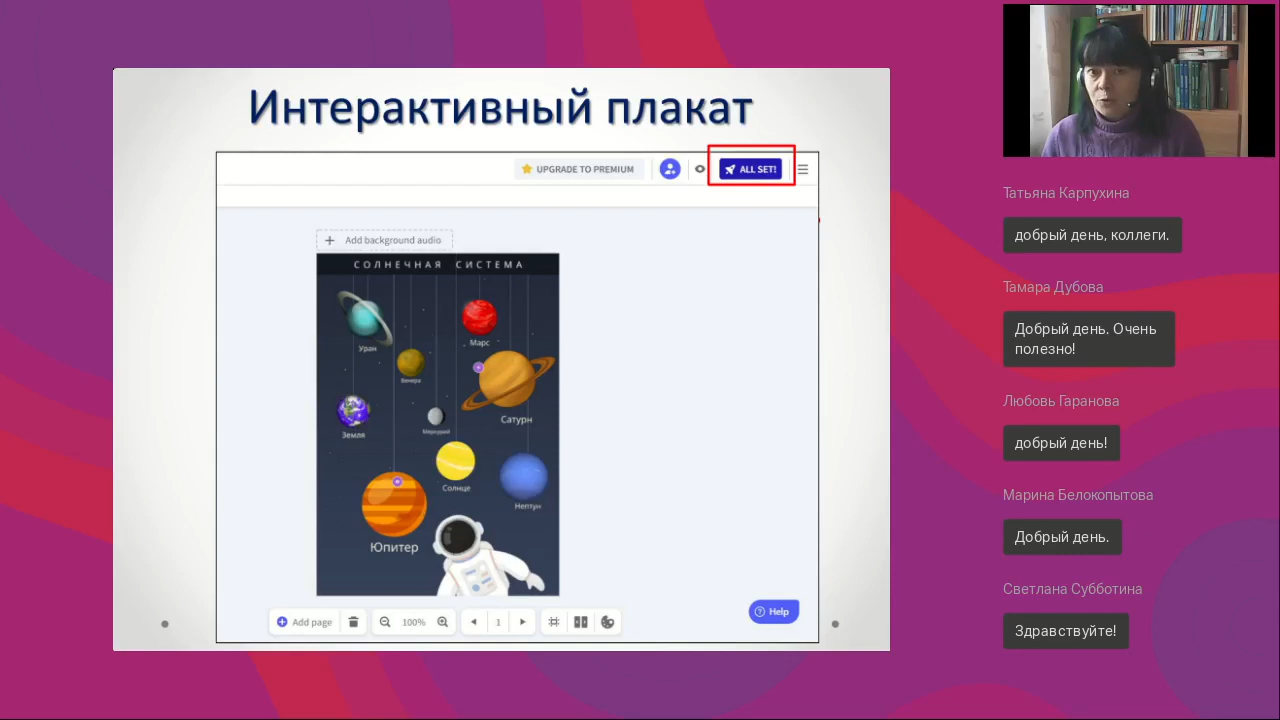 Интерактивный плакат
UPGRADE TO PREMIUM
ALL SET!
Add background audio
СОЛНЕЧНАЯ СИСТЕМА
Уран
Марс
Венера
Сатурн
Земля
Меркурий
Солнце
Нептун
Юпитер
Add page
100%
1
Help
Татьяна Карпухина
добрый день, коллеги.
Тамара Дубова
Добрый день. Очень
полезно!
Любовь Гаранова
добрый день!
Марина Белокопытова
Добрый день.
Светлана Субботина
Здравствуйте!